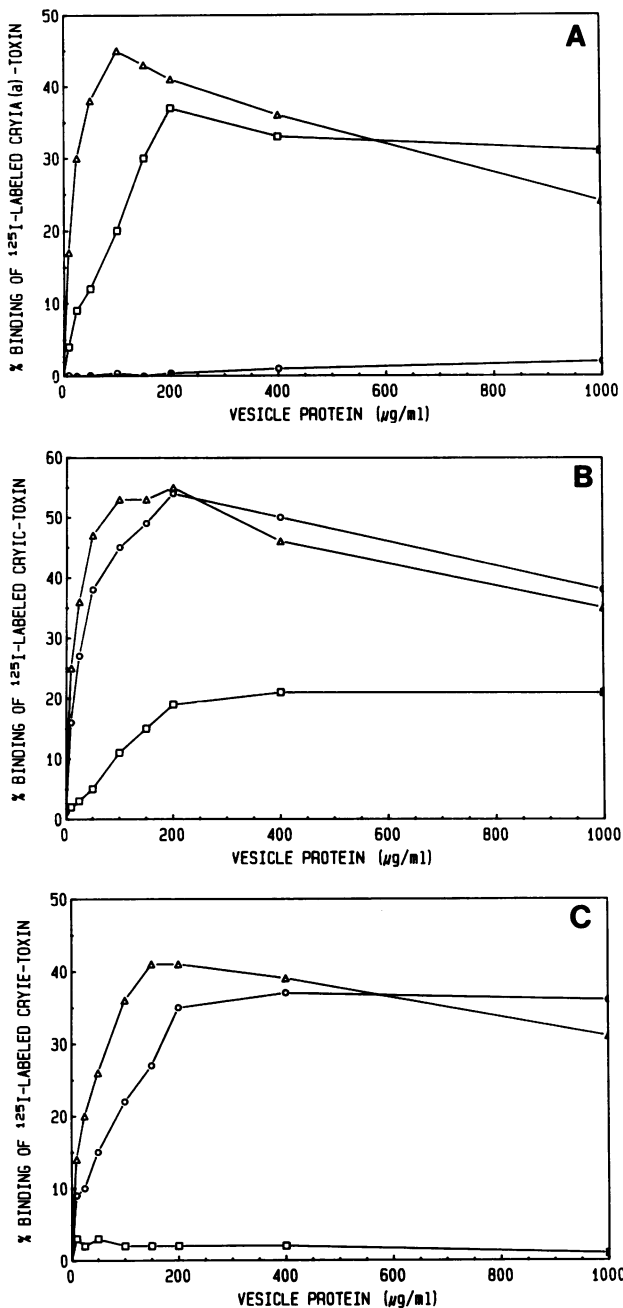 A
% BINDING OF ¹²⁵I-LABELED CRYIA(a)-TOXIN
50
40
30
20
10
0
0 200 400 600 800 1000
VESICLE PROTEIN (µg/ml)
B
% BINDING OF ¹²⁵I-LABELED CRYIC-TOXIN
60
50
40
30
20
10
0
0 200 400 600 800 1000
VESICLE PROTEIN (µg/ml)
C
% BINDING OF ¹²⁵I-LABELED CRYIE-TOXIN
50
40
30
20
10
0
0 200 400 600 800 1000
VESICLE PROTEIN (µg/ml)